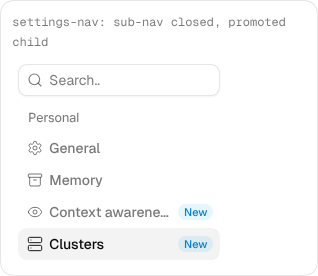 settings-nav: sub-nav closed, promoted
child
Search..
Personal
General
Memory
Context awarene... New
Clusters New